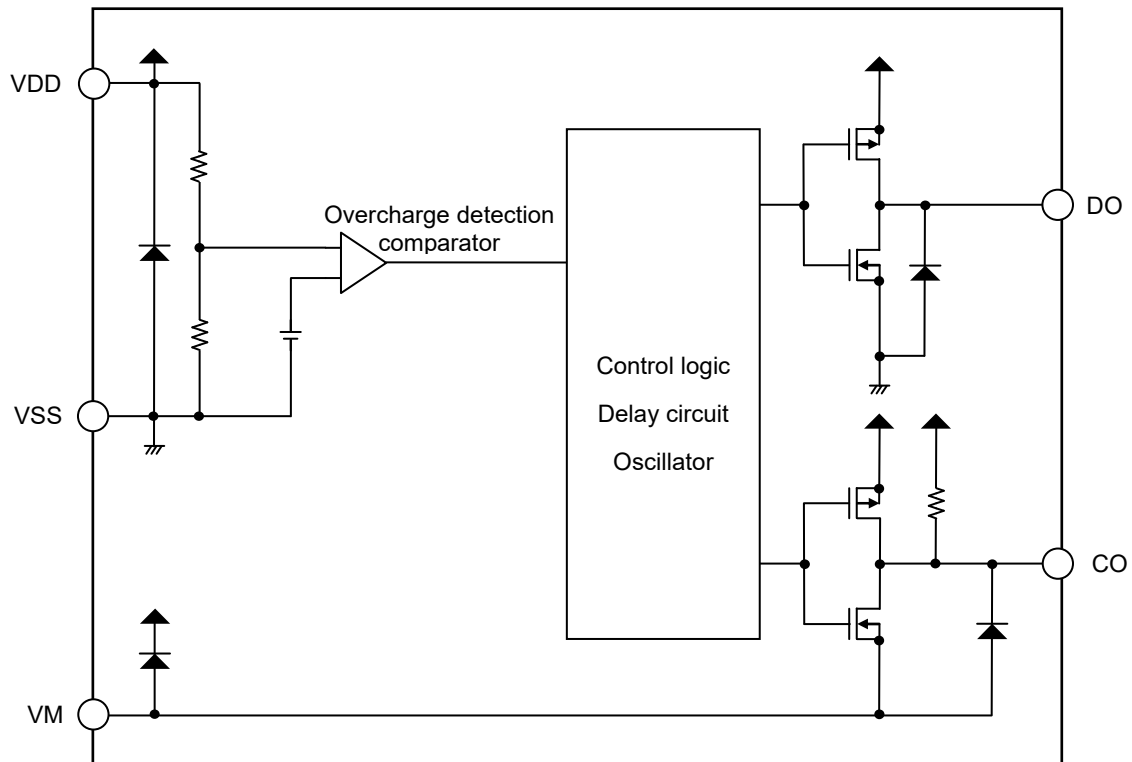 VDD
Overcharge detection
comparator
DO
VSS
Control logic
Delay circuit
Oscillator
CO
VM